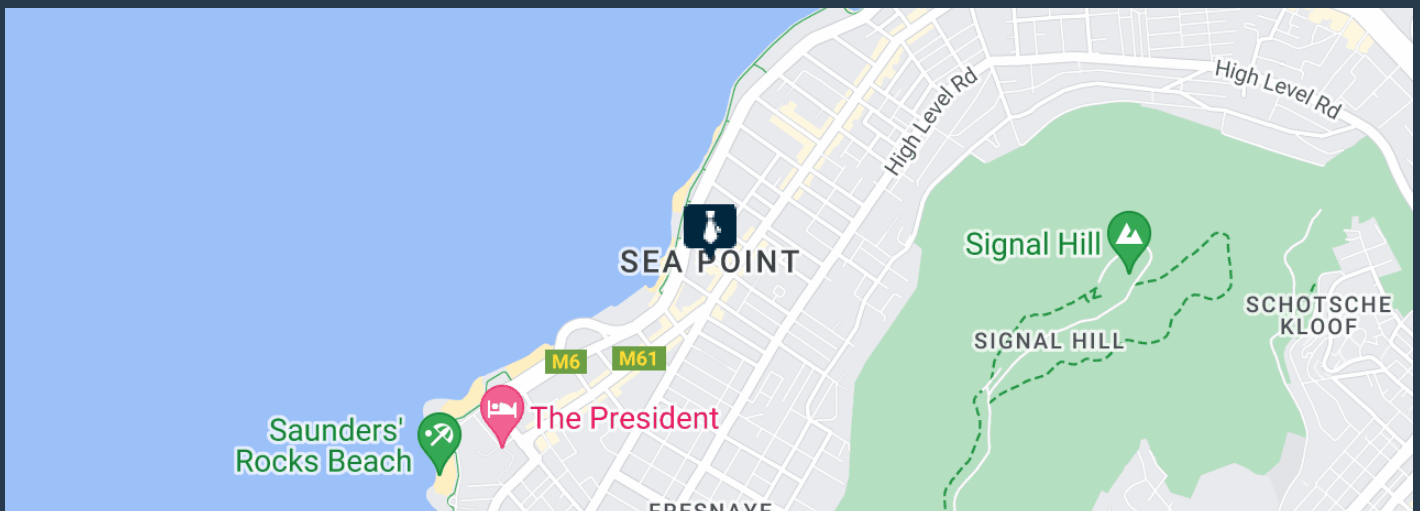 High Level Rd
High Level Rd
Signal Hill
SEA POINT
SCHOTSCHE
KLOOF
SIGNAL HILL
M6
M61
The President
Saunders'
Rocks Beach
FRESNAYE